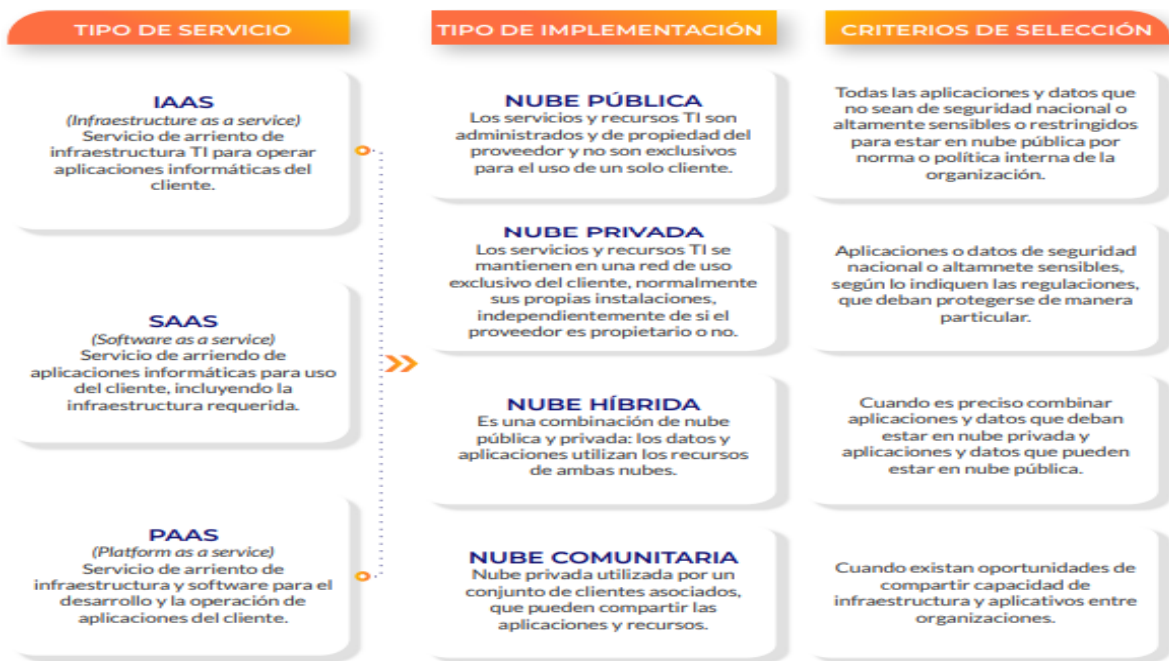 TIPO DE SERVICIO
IAAS
(Infraestructure as a service)
Servicio de arriento de
infraestructura TI para operar
aplicaciones informáticas del
cliente.
SAAS
(Software as a service)
Servicio de arriendo de
aplicaciones informáticas para uso
del cliente, incluyendo la
infraestructura requerida.
PAAS
(Platform as a service)
Servicio de arriento de
infraestructura y software para el
desarrollo y la operación de
aplicaciones del cliente.
TIPO DE IMPLEMENTACIÓN
NUBE PÚBLICA
Los servicios y recursos TI son
administrados y de propiedad del
proveedor y no son exclusivos
para el uso de un solo cliente.
NUBE PRIVADA
Los servicios y recursos TI se
mantienen en una red de uso
exclusivo del cliente, normalmente
sus propias instalaciones,
independientemente de si el
proveedor es propietario o no.
NUBE HÍBRIDA
Es una combinación de nube
pública y privada: los datos y
aplicaciones utilizan los recursos
de ambas nubes.
NUBE COMUNITARIA
Nube privada utilizada por un
conjunto de clientes asociados,
que pueden compartir las
aplicaciones y recursos.
CRITERIOS DE SELECCIÓN
Todas las aplicaciones y datos que
no sean de seguridad nacional o
altamente sensibles o restringidos
para estar en nube pública por
norma o política interna de la
organización.
Aplicaciones o datos de seguridad
nacional o altamnete sensibles,
según lo indiquen las regulaciones,
que deban protegerse de manera
particular.
Cuando es preciso combinar
aplicaciones y datos que deban
estar en nube privada y
aplicaciones y datos que pueden
estar en nube pública.
Cuando existan oportunidades de
compartir capacidad de
infraestructura y aplicativos entre
organizaciones.